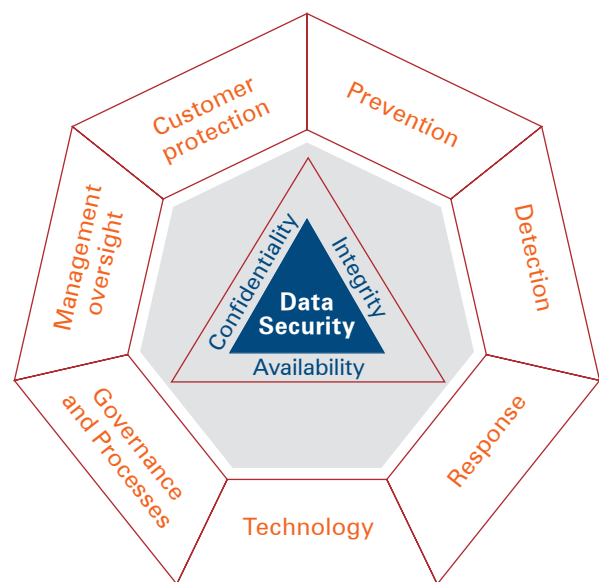 Customer
protection
Prevention
Management
oversight
Detection
Confidentiality
Integrity
Data
Security
Availability
Governance
and Processes
Response
Technology